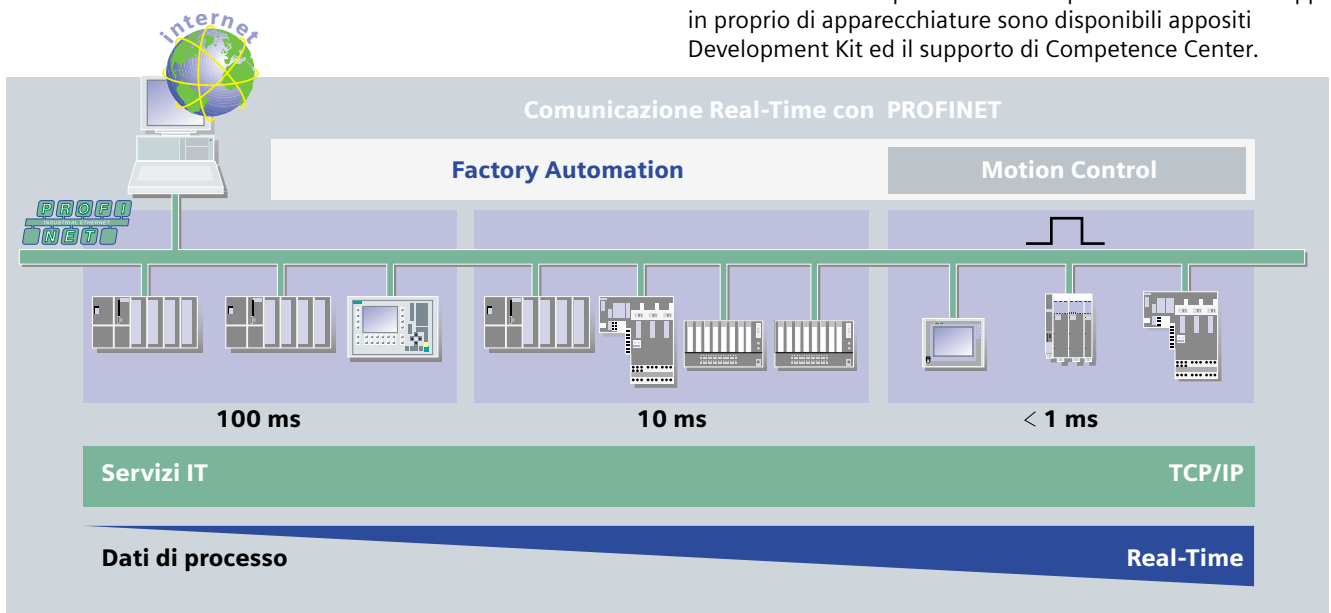 in proprio di apparecchiature sono disponibili appositi
Development Kit ed il supporto di Competence Center.
internet
Comunicazione Real-Time con PROFINET
Factory Automation
Motion Control
PROFI
INDUSTRIAL ETHERNET
NET
100 ms
10 ms
< 1 ms
Servizi IT
TCP/IP
Dati di processo
Real-Time